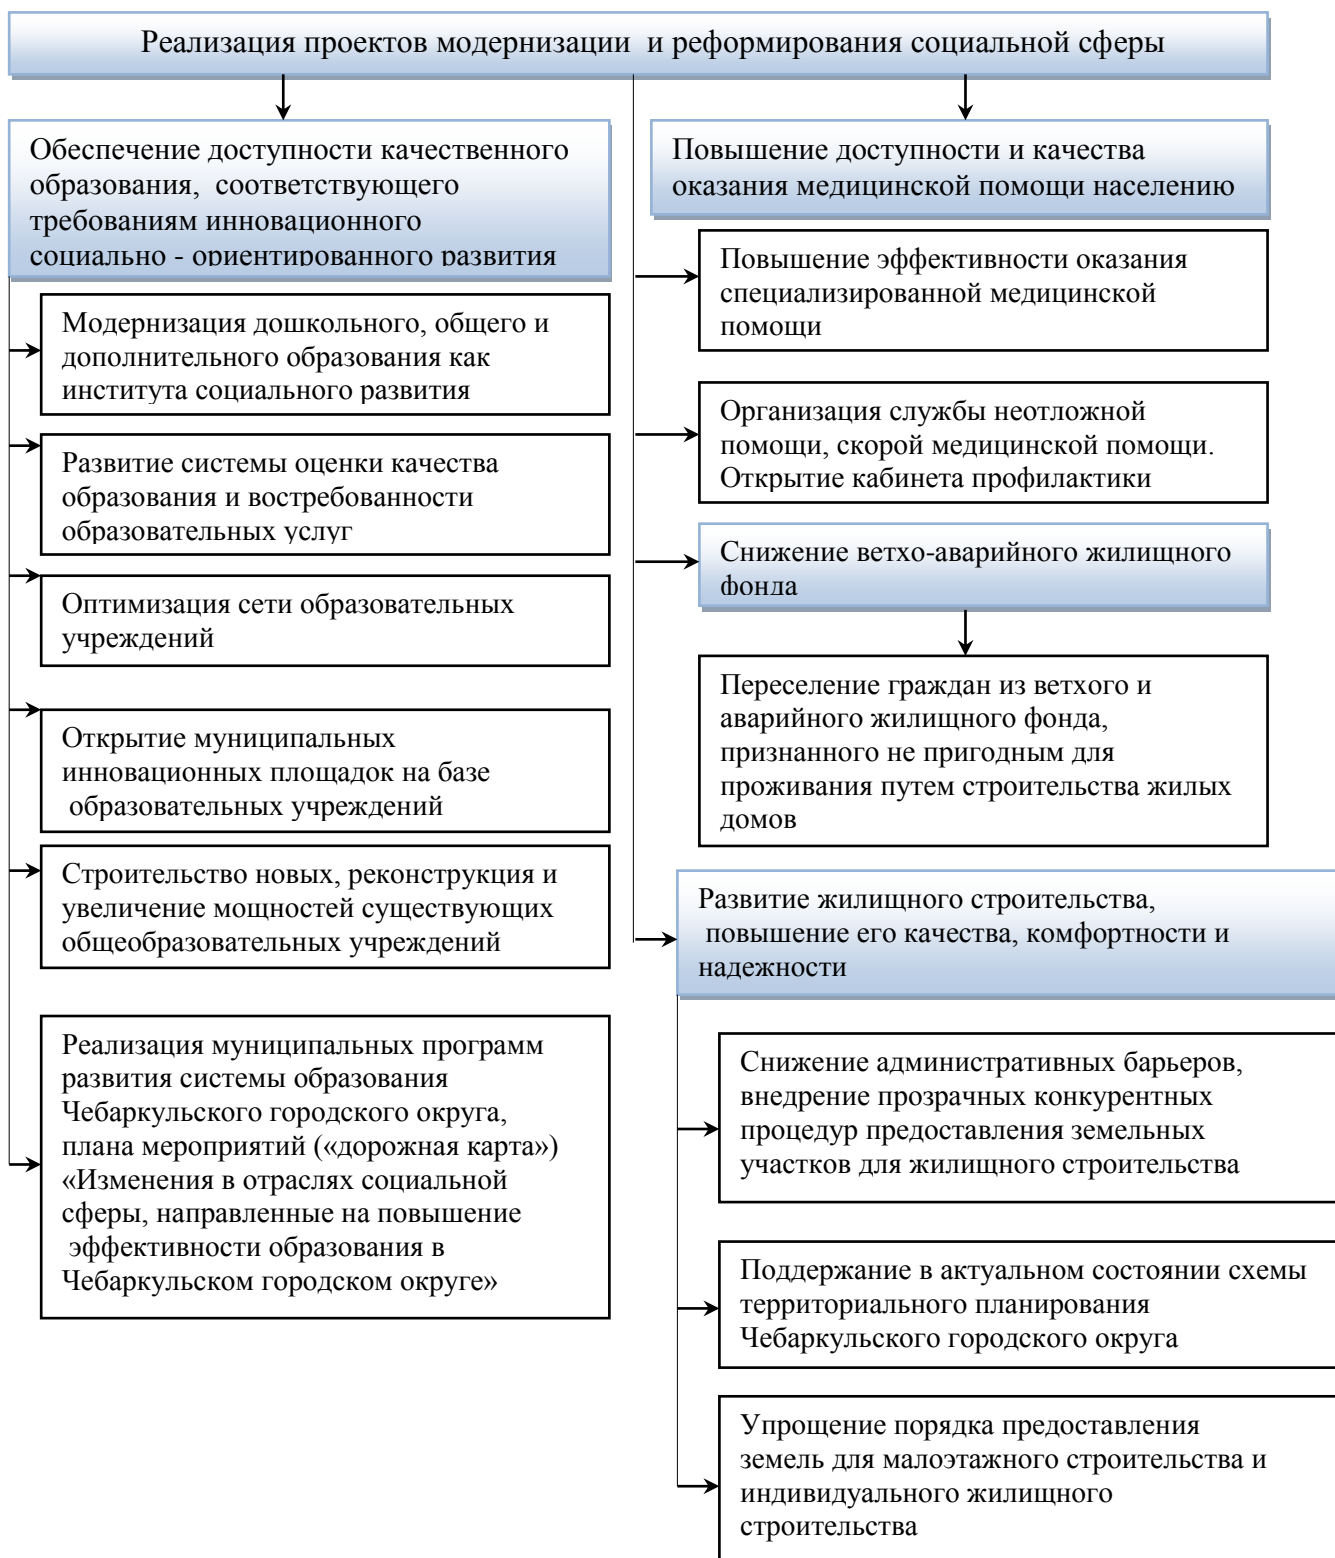 Реализация проектов модернизации и реформирования социальной сферы
Обеспечение доступности качественного
образования, соответствующего
требованиям инновационного
социально - ориентированного развития
Модернизация дошкольного, общего и
дополнительного образования как
института социального развития
Развитие системы оценки качества
образования и востребованности
образовательных услуг
Оптимизация сети образовательных
учреждений
Открытие муниципальных
инновационных площадок на базе
образовательных учреждений
Строительство новых, реконструкция и
увеличение мощностей существующих
общеобразовательных учреждений
Реализация муниципальных программ
развития системы образования
Чебаркульского городского округа,
плана мероприятий («дорожная карта»)
«Изменения в отраслях социальной
сферы, направленные на повышение
эффективности образования в
Чебаркульском городском округе»
Повышение доступности и качества
оказания медицинской помощи населению
Повышение эффективности оказания
специализированной медицинской
помощи
Организация службы неотложной
помощи, скорой медицинской помощи.
Открытие кабинета профилактики
Снижение ветхо-аварийного жилищного
фонда
Переселение граждан из ветхого и
аварийного жилищного фонда,
признанного не пригодным для
проживания путем строительства жилых
домов
Развитие жилищного строительства,
повышение его качества, комфортности и
надежности
Снижение административных барьеров,
внедрение прозрачных конкурентных
процедур предоставления земельных
участков для жилищного строительства
Поддержание в актуальном состоянии схемы
территориального планирования
Чебаркульского городского округа
Упрощение порядка предоставления
земель для малоэтажного строительства и
индивидуального жилищного
строительства